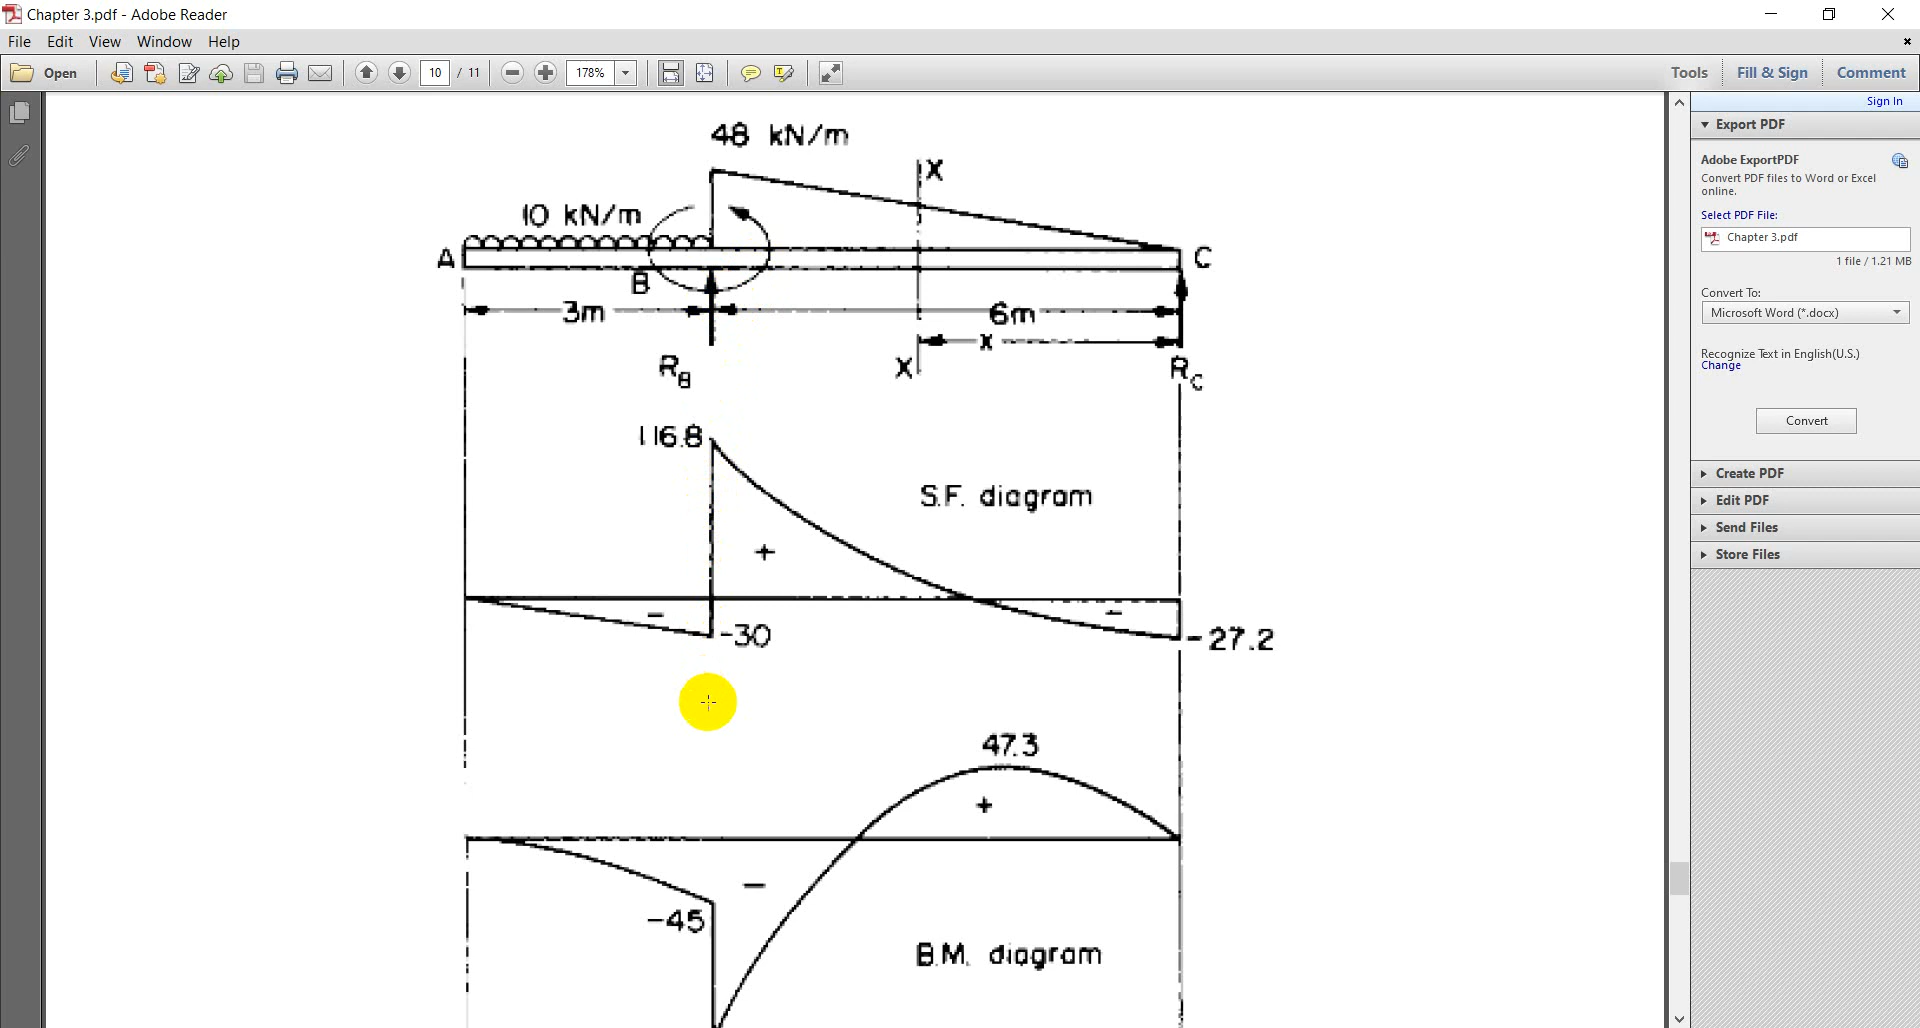 Chapter 3.pdf - Adobe Reader
File Edit View Window Help
Open 10 / 11 178% Tools Fill & Sign Comment
Sign In
Export PDF
Adobe ExportPDF
Convert PDF files to Word or Excel
online.
Select PDF File:
Chapter 3.pdf
1 file / 1.21 MB
Convert To:
Microsoft Word (*.docx)
Recognize Text in English(U.S.)
Change
Convert
Create PDF
Edit PDF
Send Files
Store Files
48 kN/m
X
10 kN/m
A B C
3m 6m
x
R_B X R_C
116.8
S.F. diagram
+
- -
-30 -27.2
47.3
+
-
-45
B.M. diagram